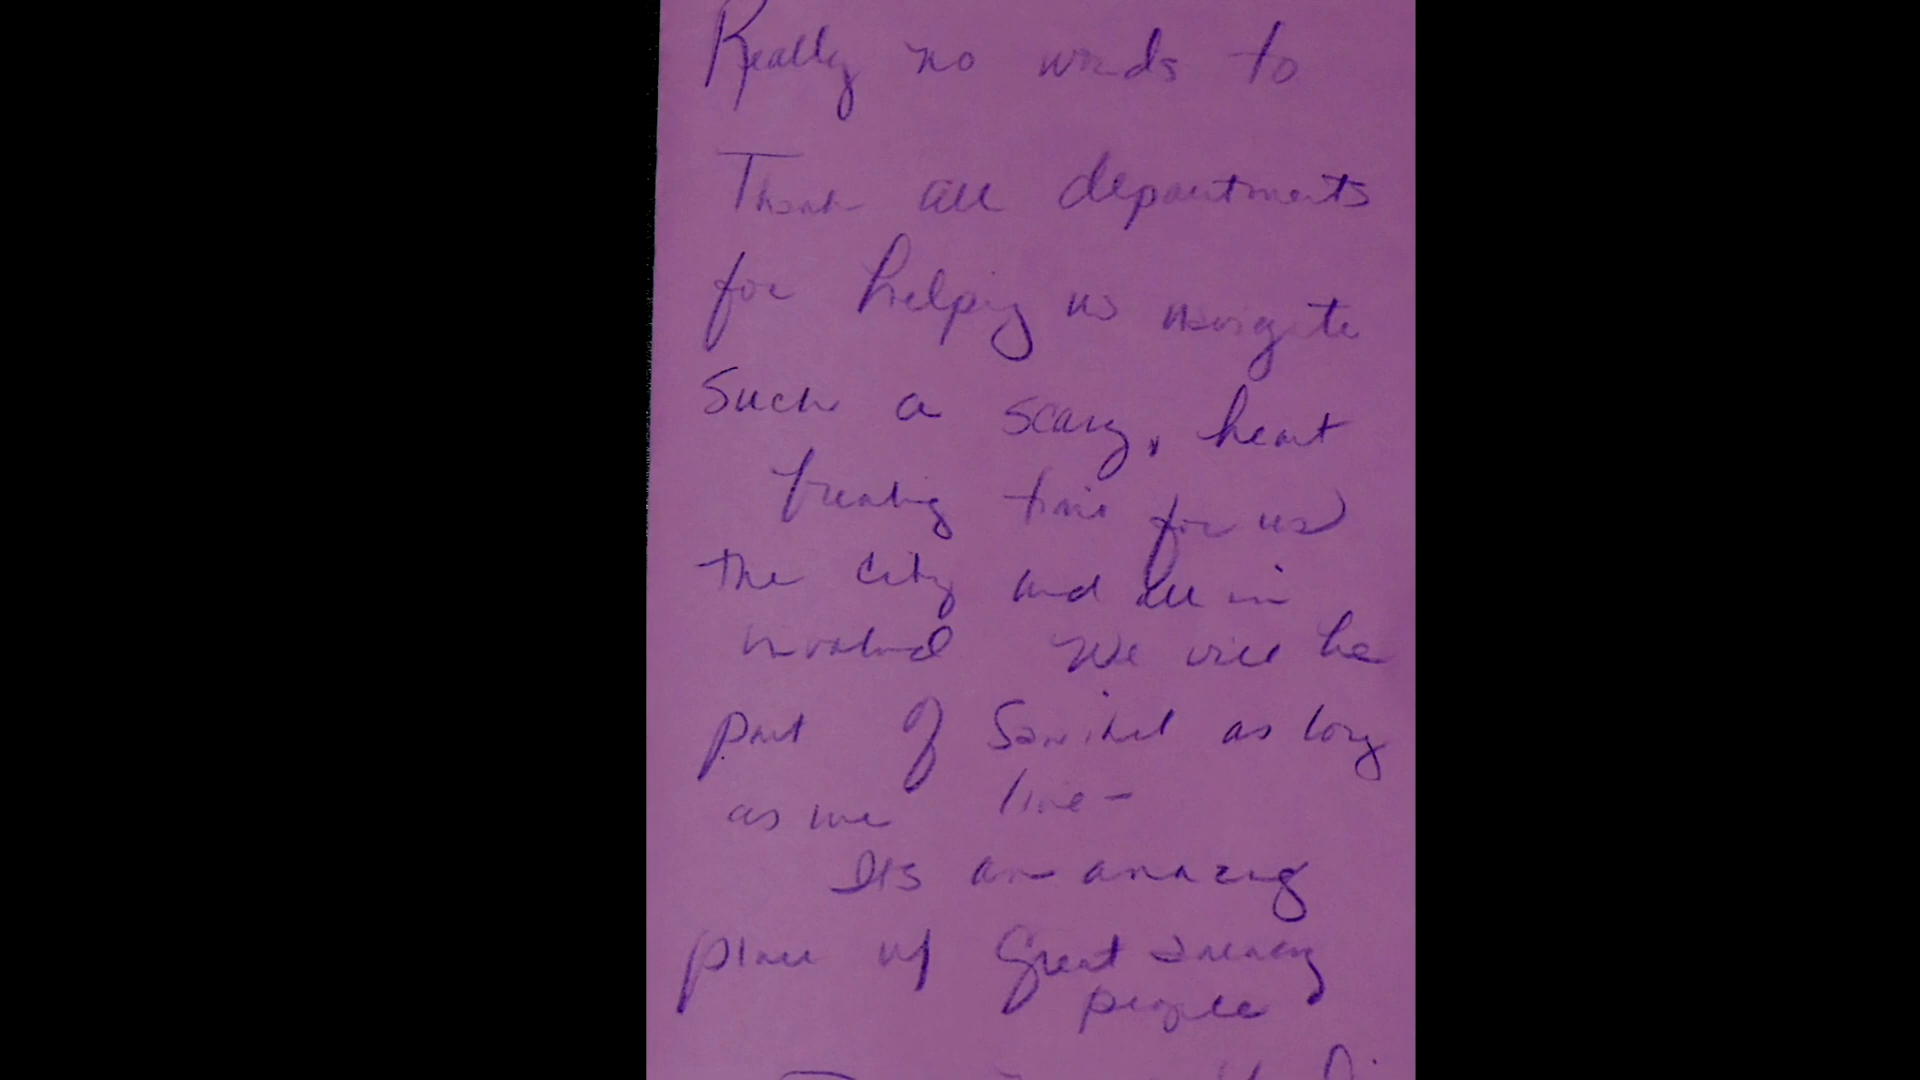 Really no words to
Thank all departments
for helping us navigate
Such a scary, heart
breaking time for us
the city and all in
involved We will be
part of Sanibel as long
as we live -
Its an amazing
place w/ Great
people